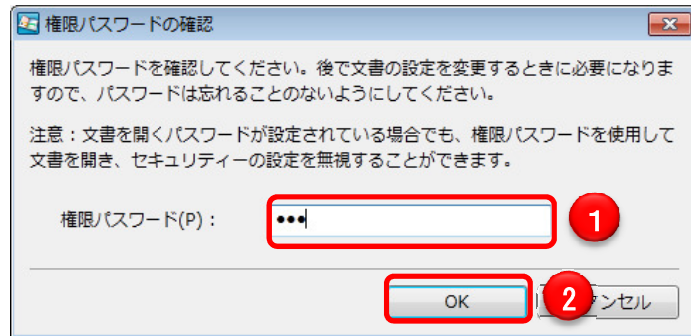 権限パスワードの確認
権限パスワードを確認してください。後で文書の設定を変更するときに必要になりま
すので、パスワードは忘れることのないようにしてください。
注意：文書を開くパスワードが設定されている場合でも、権限パスワードを使用して
文書を開き、セキュリティーの設定を無視することができます。
権限パスワード(P)： ●●● 1
OK 2 ンセル